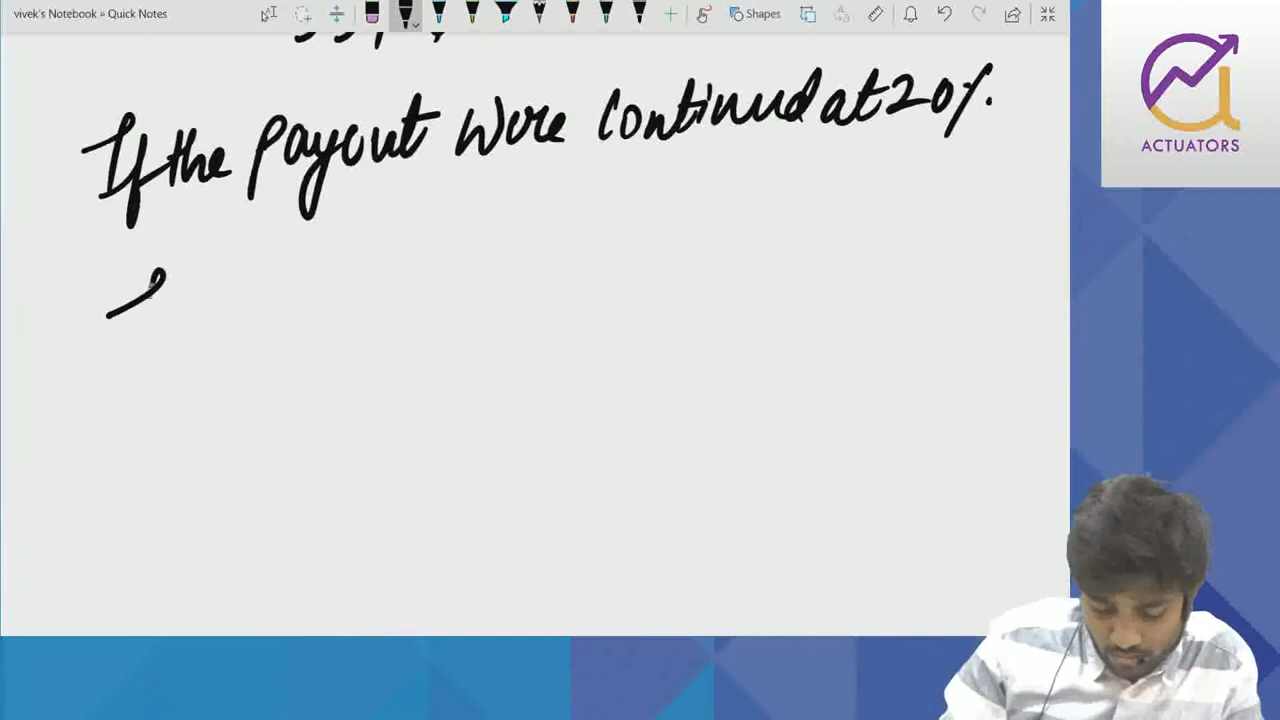 vivek's Notebook » Quick Notes
Shapes
If the payout were continued at 20%.
ACTUATORS